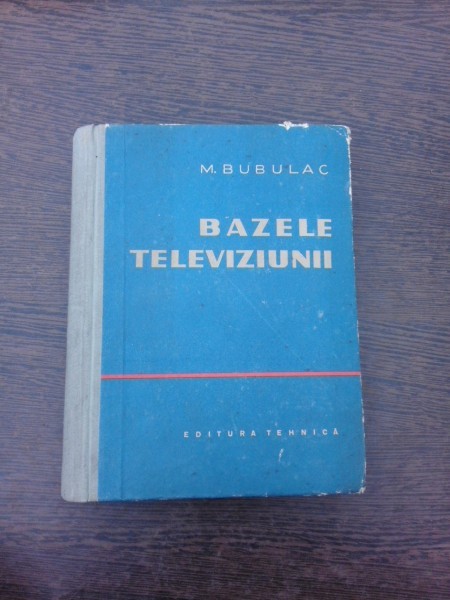 M. BUBULAC
BAZELE
TELEVIZIUNII
EDITURA TEHNICĂ